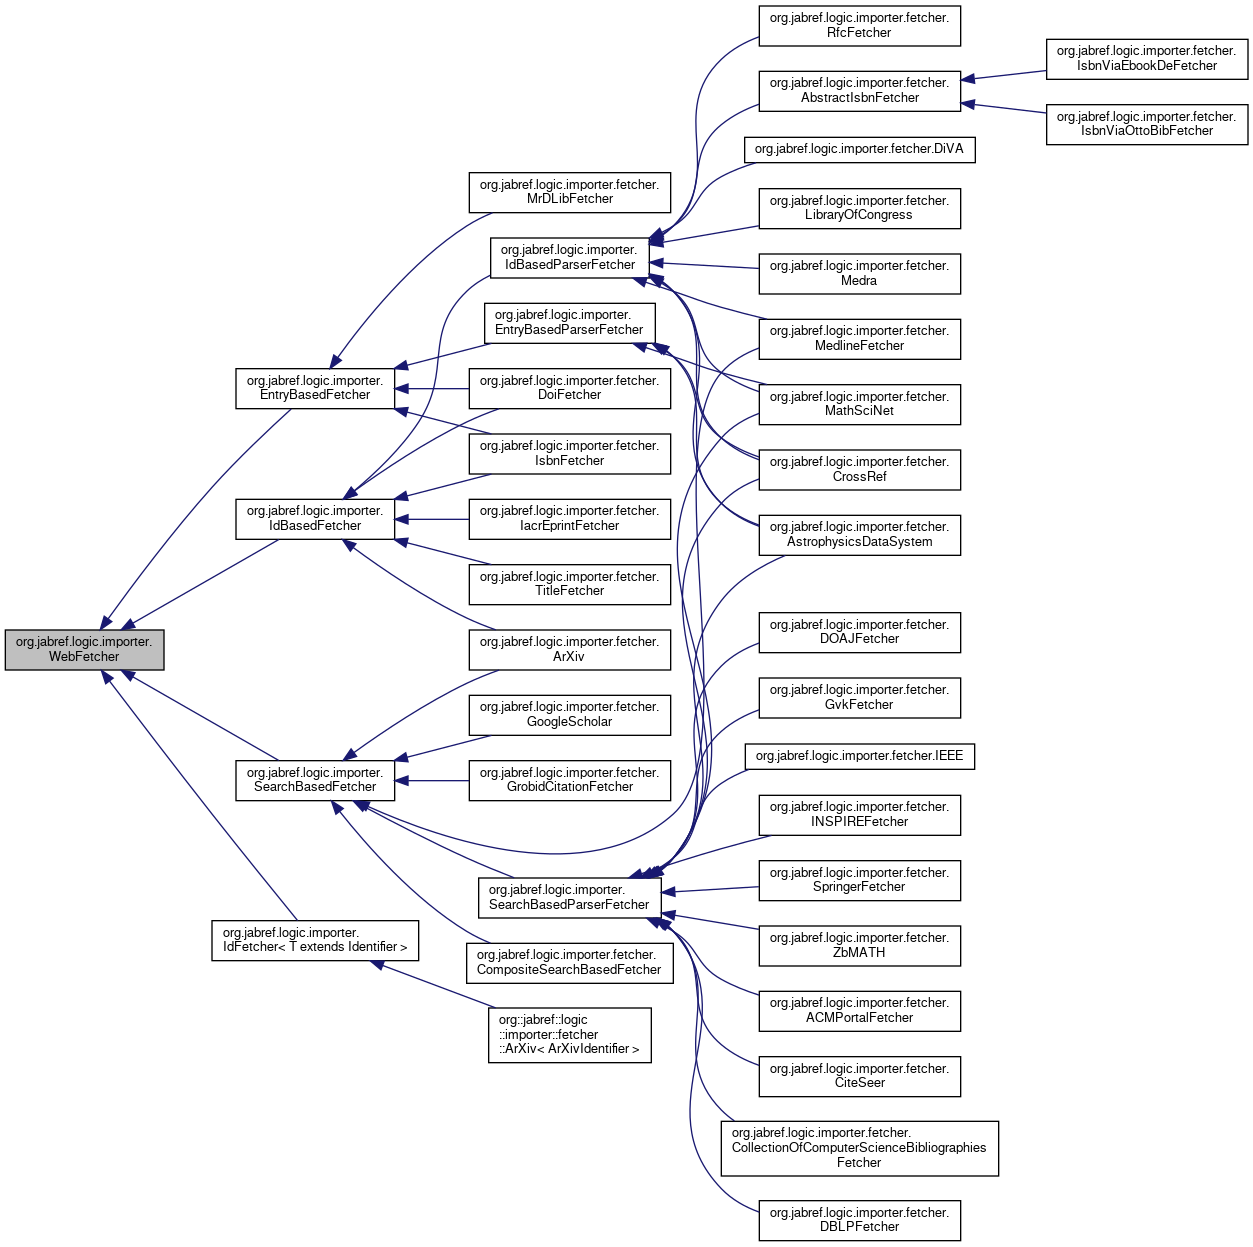 org.jabref.logic.importer.
WebFetcher
org.jabref.logic.importer.
EntryBasedFetcher
org.jabref.logic.importer.
IdBasedFetcher
org.jabref.logic.importer.
SearchBasedFetcher
org.jabref.logic.importer.
IdFetcher< T extends Identifier >
org.jabref.logic.importer.fetcher.
MrDLibFetcher
org.jabref.logic.importer.
IdBasedParserFetcher
org.jabref.logic.importer.
EntryBasedParserFetcher
org.jabref.logic.importer.fetcher.
DoiFetcher
org.jabref.logic.importer.fetcher.
IsbnFetcher
org.jabref.logic.importer.fetcher.
IacrEprintFetcher
org.jabref.logic.importer.fetcher.
TitleFetcher
org.jabref.logic.importer.fetcher.
ArXiv
org.jabref.logic.importer.fetcher.
GoogleScholar
org.jabref.logic.importer.fetcher.
GrobidCitationFetcher
org.jabref.logic.importer.
SearchBasedParserFetcher
org.jabref.logic.importer.fetcher.
CompositeSearchBasedFetcher
org::jabref::logic
::importer::fetcher
::ArXiv< ArXivIdentifier >
org.jabref.logic.importer.fetcher.
RfcFetcher
org.jabref.logic.importer.fetcher.
AbstractIsbnFetcher
org.jabref.logic.importer.fetcher.DiVA
org.jabref.logic.importer.fetcher.
LibraryOfCongress
org.jabref.logic.importer.fetcher.
Medra
org.jabref.logic.importer.fetcher.
MedlineFetcher
org.jabref.logic.importer.fetcher.
MathSciNet
org.jabref.logic.importer.fetcher.
CrossRef
org.jabref.logic.importer.fetcher.
AstrophysicsDataSystem
org.jabref.logic.importer.fetcher.
DOAJFetcher
org.jabref.logic.importer.fetcher.
GvkFetcher
org.jabref.logic.importer.fetcher.IEEE
org.jabref.logic.importer.fetcher.
INSPIREFetcher
org.jabref.logic.importer.fetcher.
SpringerFetcher
org.jabref.logic.importer.fetcher.
ZbMATH
org.jabref.logic.importer.fetcher.
ACMPortalFetcher
org.jabref.logic.importer.fetcher.
CiteSeer
org.jabref.logic.importer.fetcher.
CollectionOfComputerScienceBibliographies
Fetcher
org.jabref.logic.importer.fetcher.
DBLPFetcher
org.jabref.logic.importer.fetcher.
IsbnViaEbookDeFetcher
org.jabref.logic.importer.fetcher.
IsbnViaOttoBibFetcher